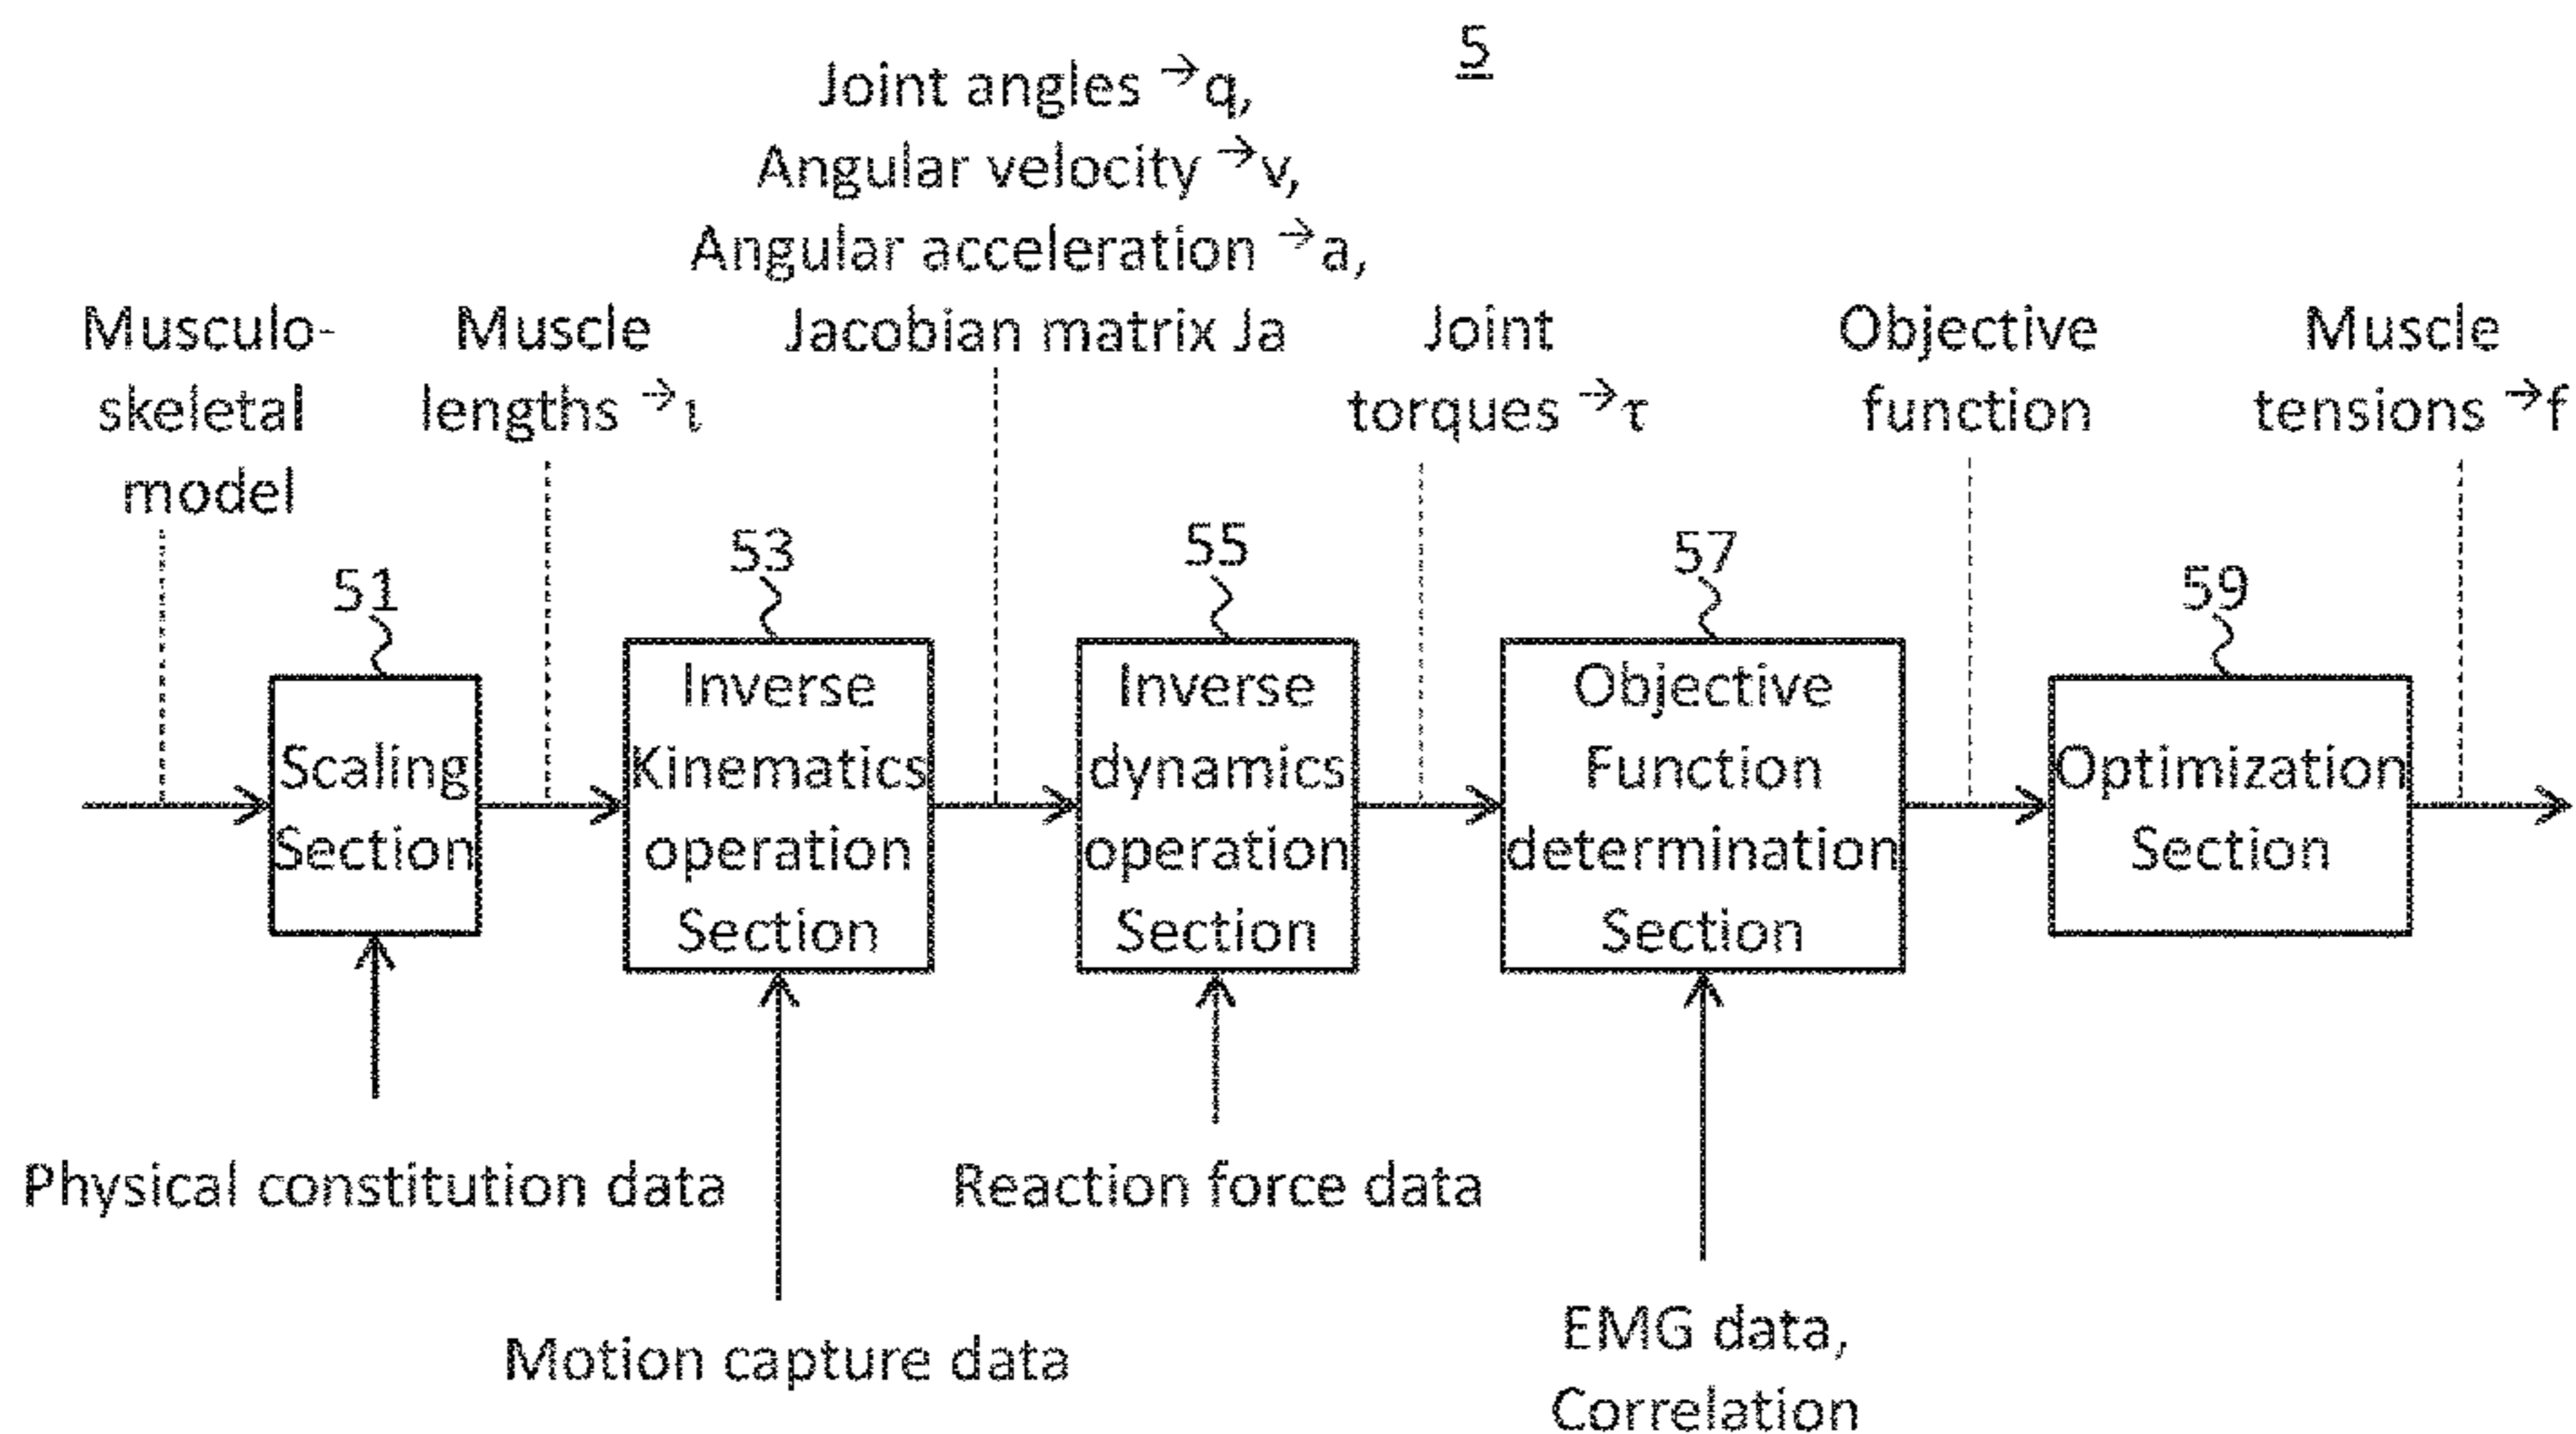 5
Joint angles →q,
Angular velocity →v,
Angular acceleration →a,
Jacobian matrix Ja
Musculo-
skeletal
model
Muscle
lengths →ι
Joint
torques →τ
Objective
function
Muscle
tensions →f
51
53
55
57
59
Scaling
Section
Inverse
Kinematics
operation
Section
Inverse
dynamics
operation
Section
Objective
Function
determination
Section
Optimization
Section
Physical constitution data
Motion capture data
Reaction force data
EMG data,
Correlation